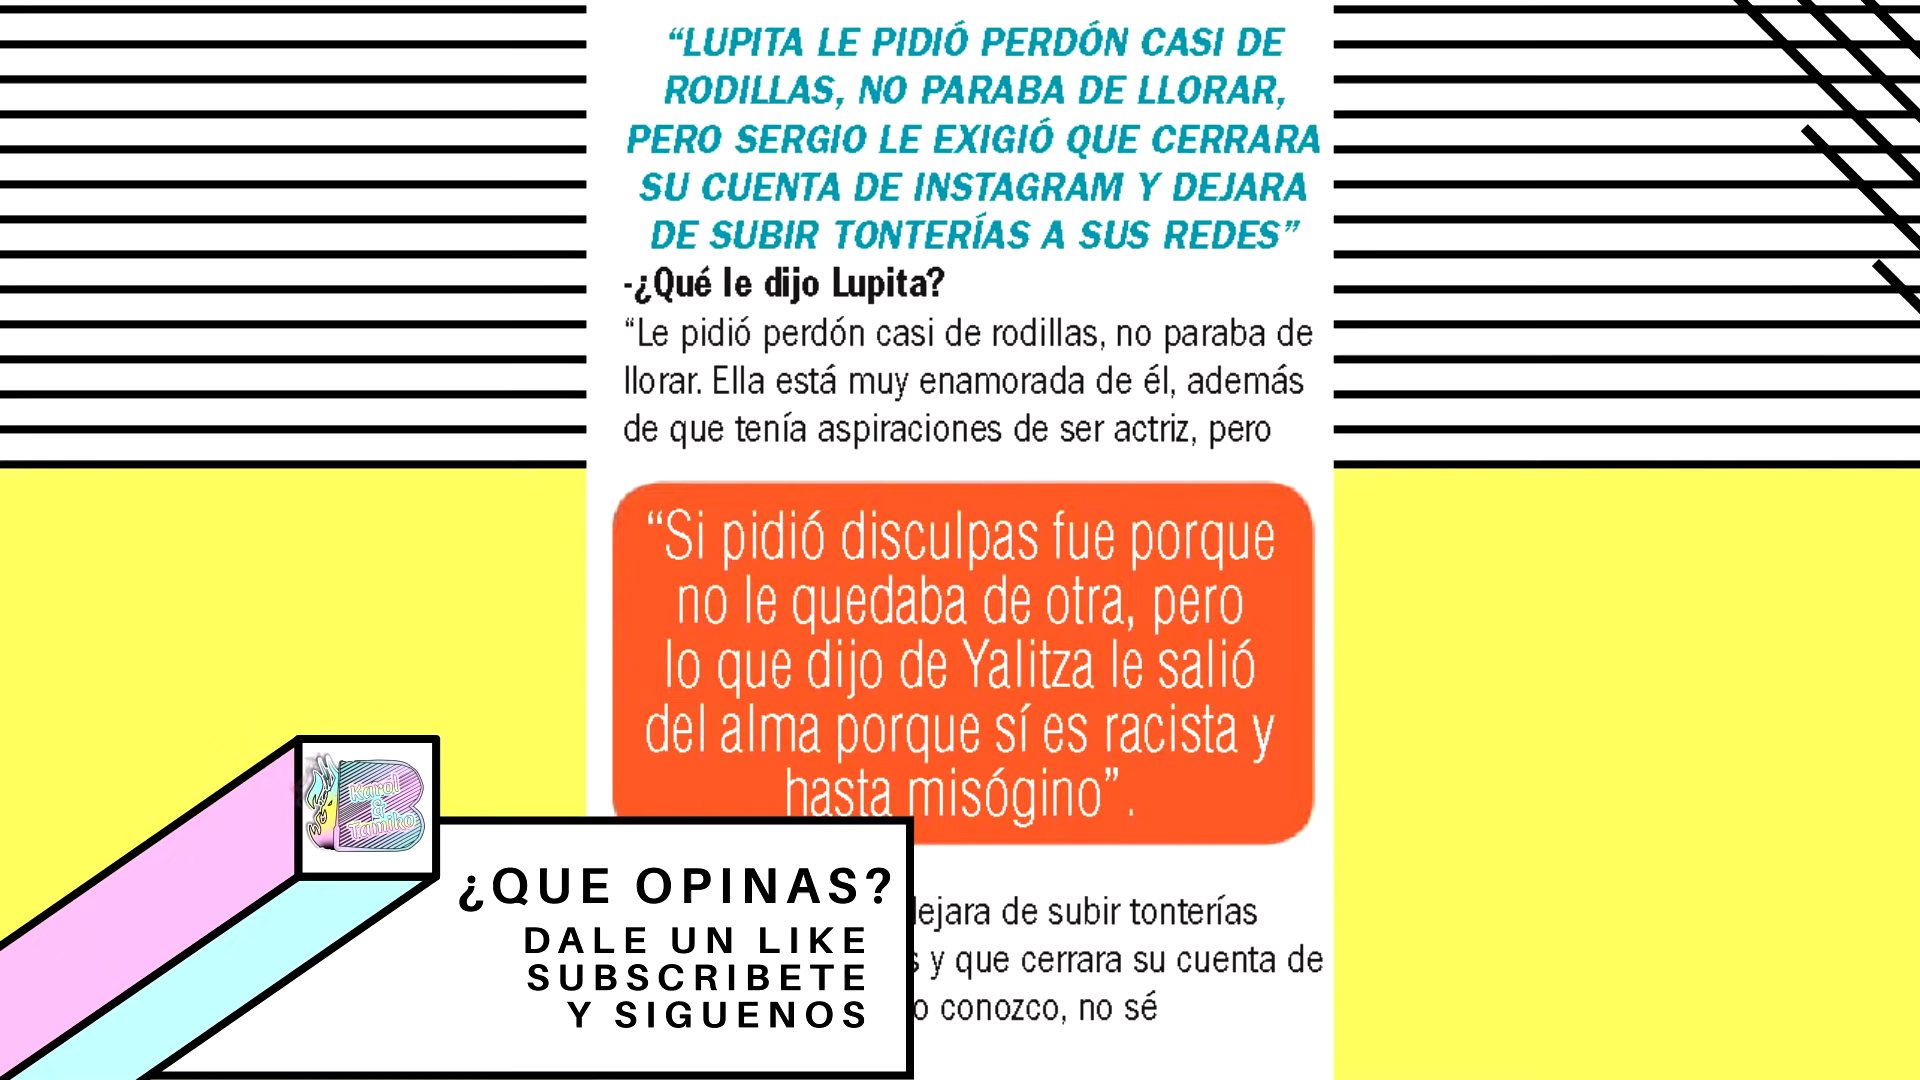 “LUPITA LE PIDIÓ PERDÓN CASI DE
RODILLAS, NO PARABA DE LLORAR,
PERO SERGIO LE EXIGIÓ QUE CERRARA
SU CUENTA DE INSTAGRAM Y DEJARA
DE SUBIR TONTERÍAS A SUS REDES”
-¿Qué le dijo Lupita?
“Le pidió perdón casi de rodillas, no paraba de
llorar. Ella está muy enamorada de él, además
de que tenía aspiraciones de ser actriz, pero
“Si pidió disculpas fue porque
no le quedaba de otra, pero
lo que dijo de Yalitza le salió
del alma porque sí es racista y
hasta misógino”.
de subir tonterías
y que cerrara su cuenta de
conozco, no sé
Karol
&
Tamiko
¿QUE OPINAS?
DALE UN LIKE
SUBSCRIBETE
Y SIGUENOS